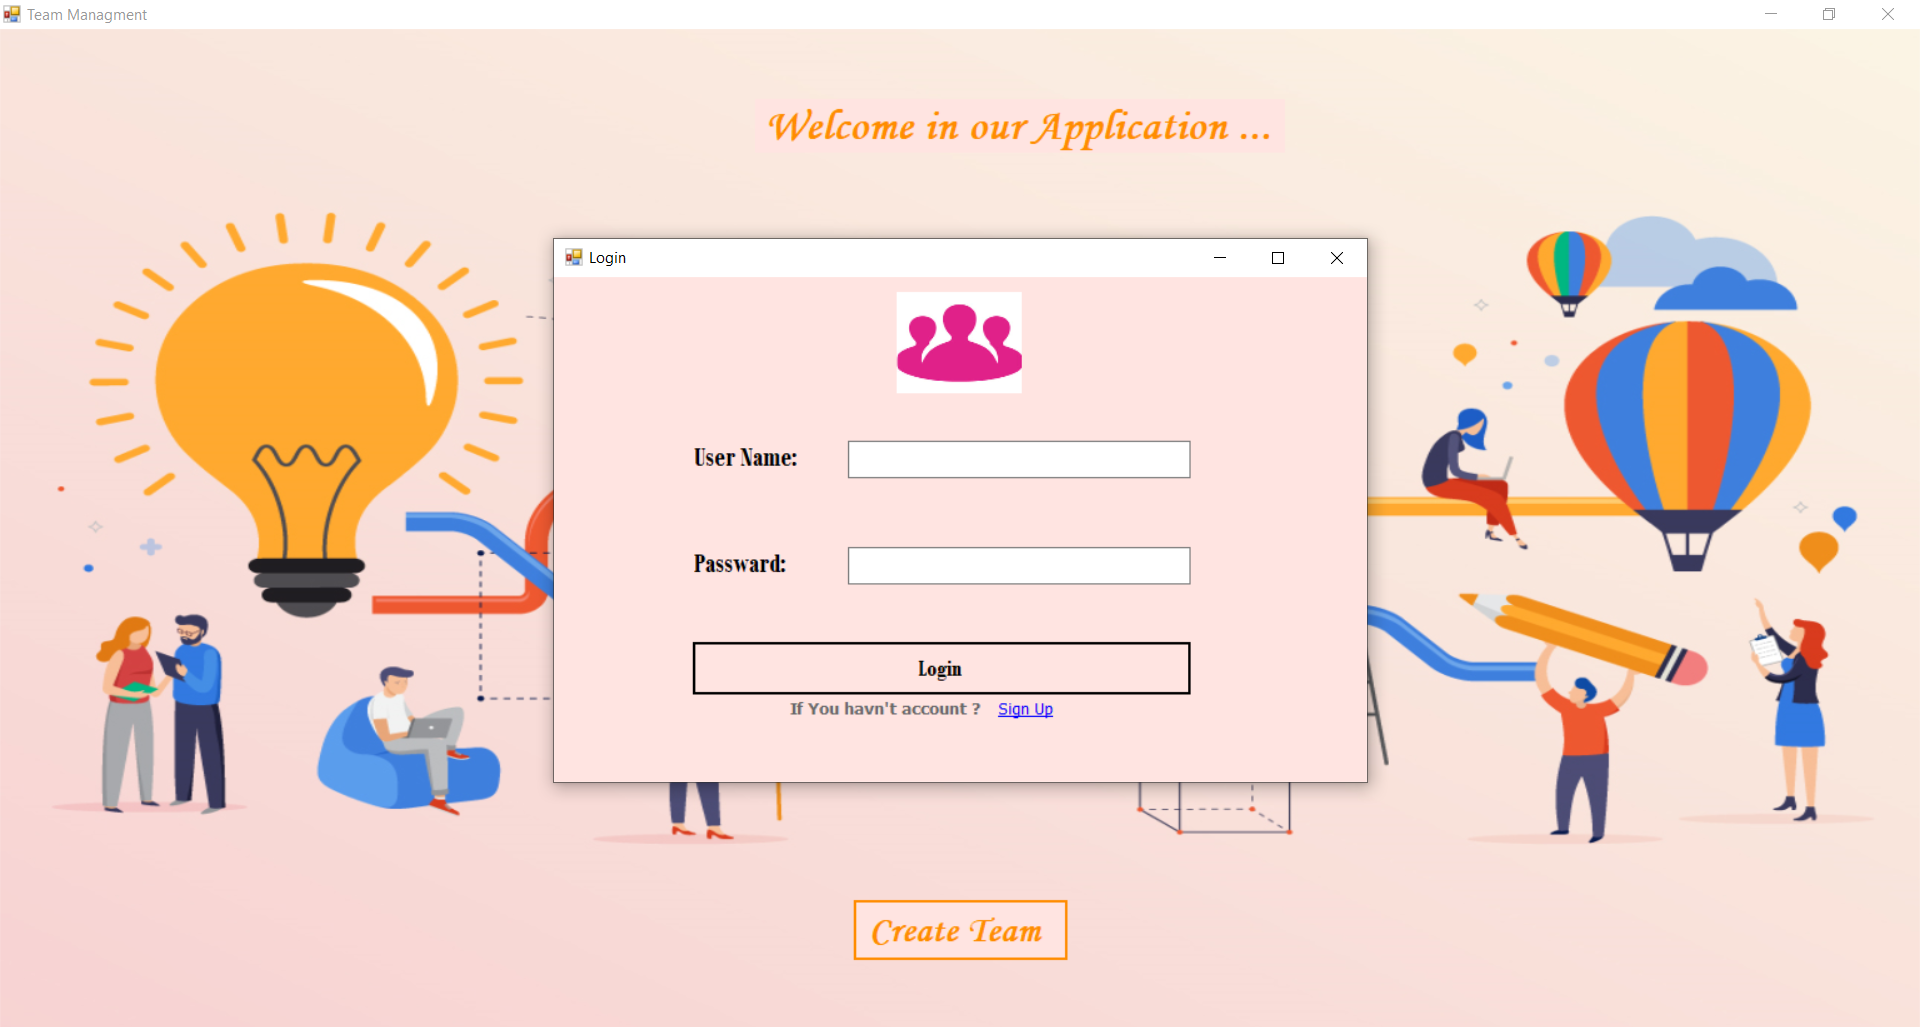 Team Managment
Welcome in our Application ...
Login
User Name:
Passward:
Login
If You havn't account ? Sign Up
Create Team